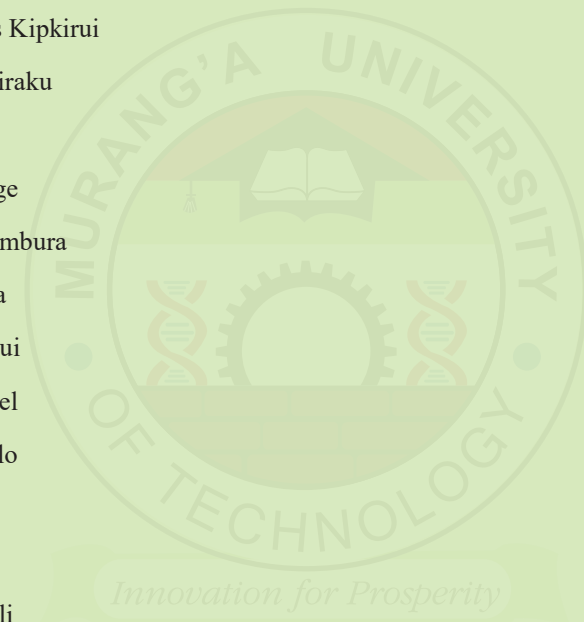 s Kipkirui
iraku
ge
mbura
a
ui
el
lo
li
MURANG'A UNIVERSITY
OF TECHNOLOGY
Innovation for Prosperity